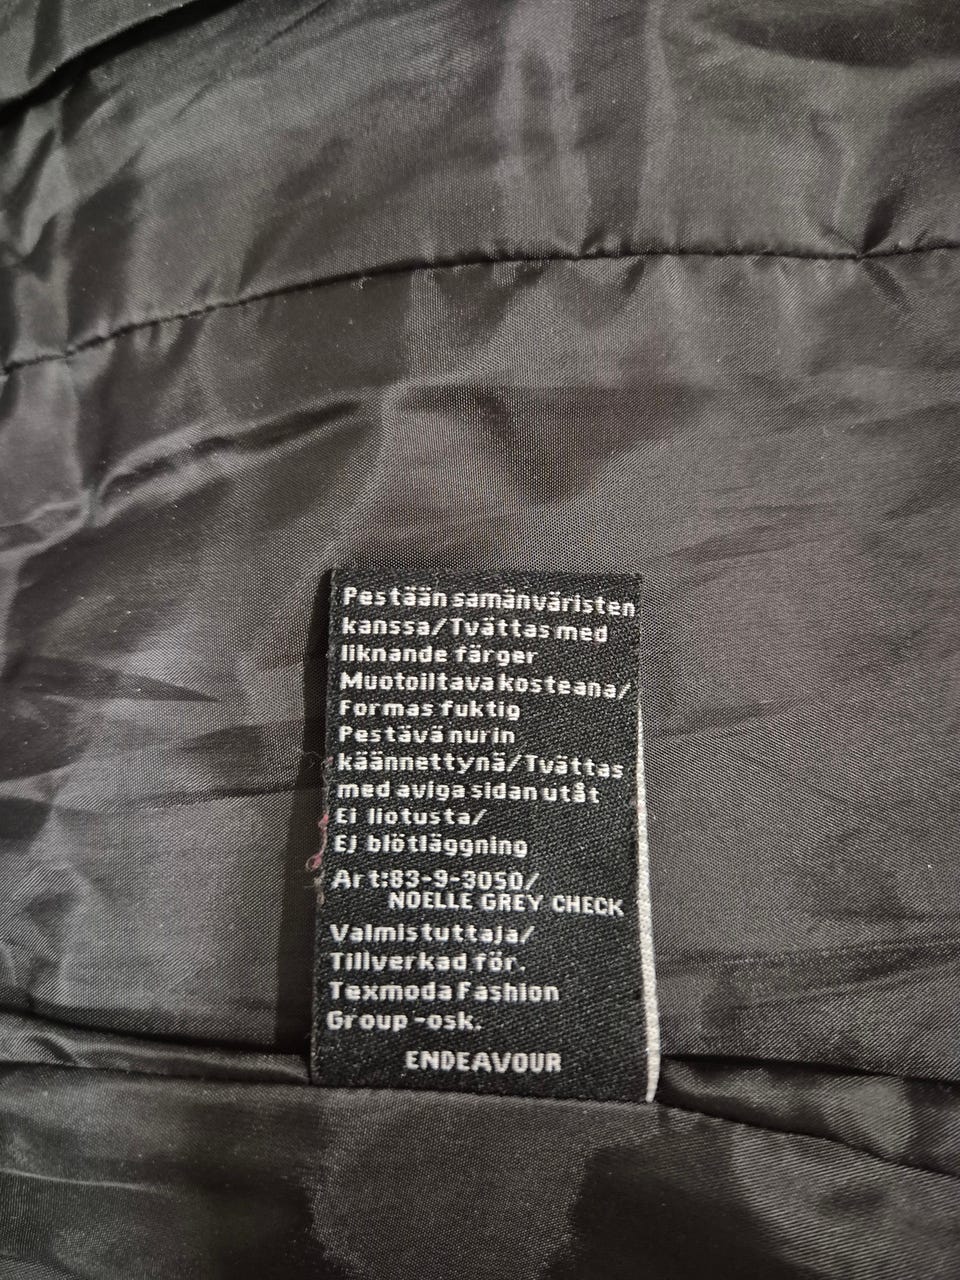 Pestään samänväristen
kanssa/Tvättas med
liknande färger
Muotoiltava kosteana/
Formas fuktig
Pestävä nurin
käännettynä/Tvättas
med aviga sidan utåt
Ei liotusta/
Ej blötläggning
Art:83-9-3050/
NOELLE GREY CHECK
Valmistuttaja/
Tillverkad för.
Texmoda Fashion
Group -osk.
ENDEAVOUR